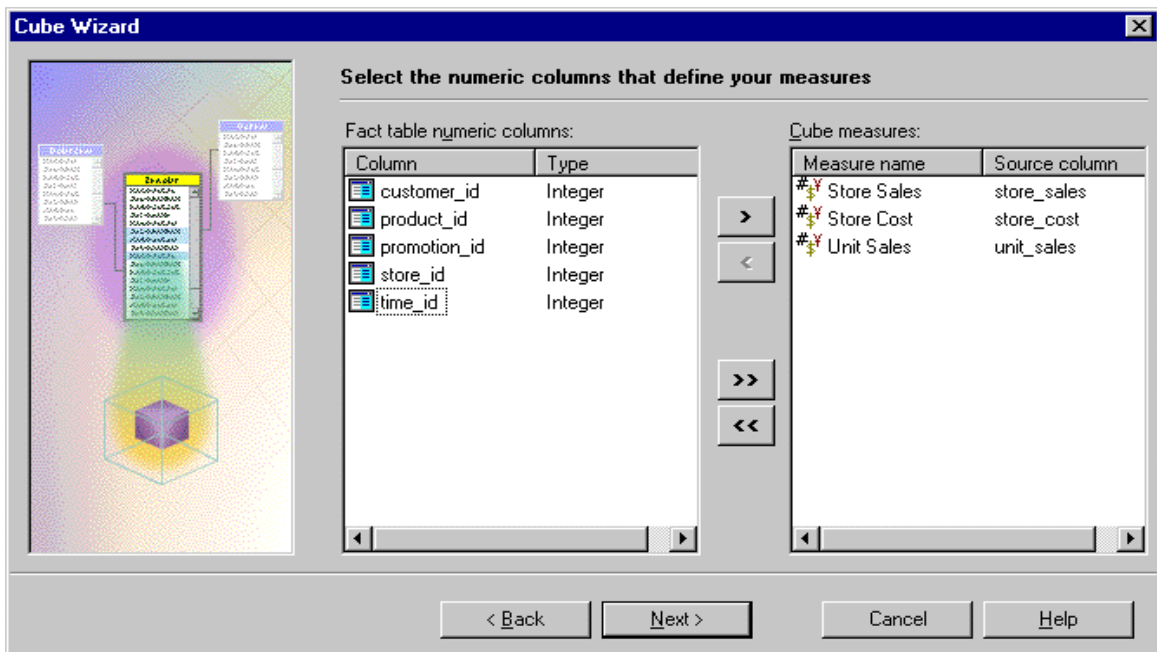 Cube Wizard
Select the numeric columns that define your measures
Fact table numeric columns:
Column Type
customer_id Integer
product_id Integer
promotion_id Integer
store_id Integer
time_id Integer
>
<
>>
<<
Cube measures:
Measure name Source column
Store Sales store_sales
Store Cost store_cost
Unit Sales unit_sales
< Back Next > Cancel Help